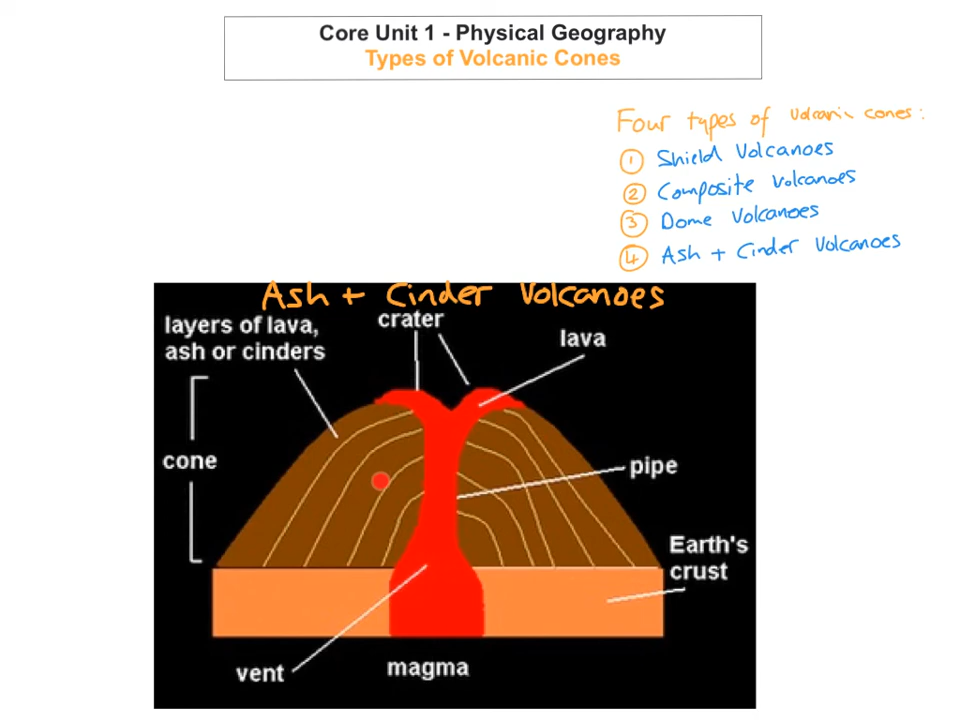 Core Unit 1 - Physical Geography
Types of Volcanic Cones
Four types of Volcanic cones:
1 Shield Volcanoes
2 Composite Volcanoes
3 Dome Volcanoes
4 Ash + Cinder Volcanoes
Ash + Cinder Volcanoes
layers of lava,
ash or cinders
crater
lava
cone
pipe
Earth's
crust
vent
magma